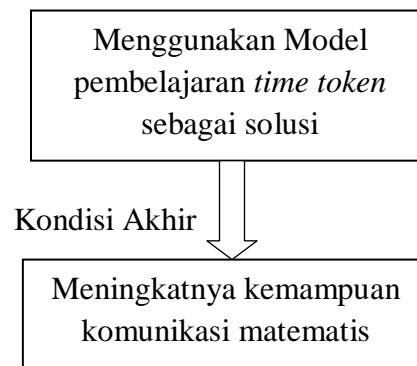 Menggunakan Model
pembelajaran time token
sebagai solusi
Kondisi Akhir
Meningkatnya kemampuan
komunikasi matematis